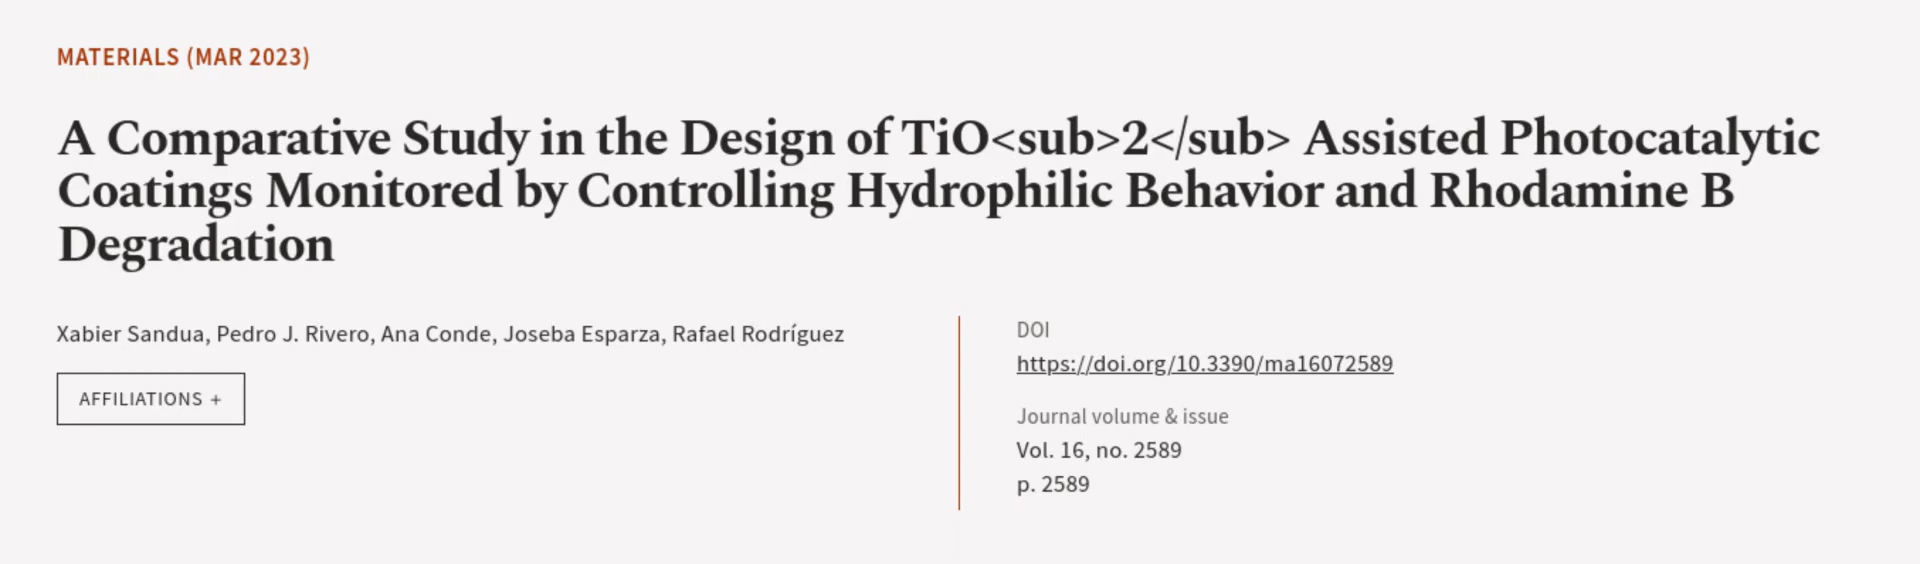 MATERIALS (MAR 2023)
A Comparative Study in the Design of TiO<sub>2</sub> Assisted Photocatalytic
Coatings Monitored by Controlling Hydrophilic Behavior and Rhodamine B
Degradation
Xabier Sandua, Pedro J. Rivero, Ana Conde, Joseba Esparza, Rafael Rodríguez
AFFILIATIONS +
DOI
https://doi.org/10.3390/ma16072589
Journal volume & issue
Vol. 16, no. 2589
p. 2589